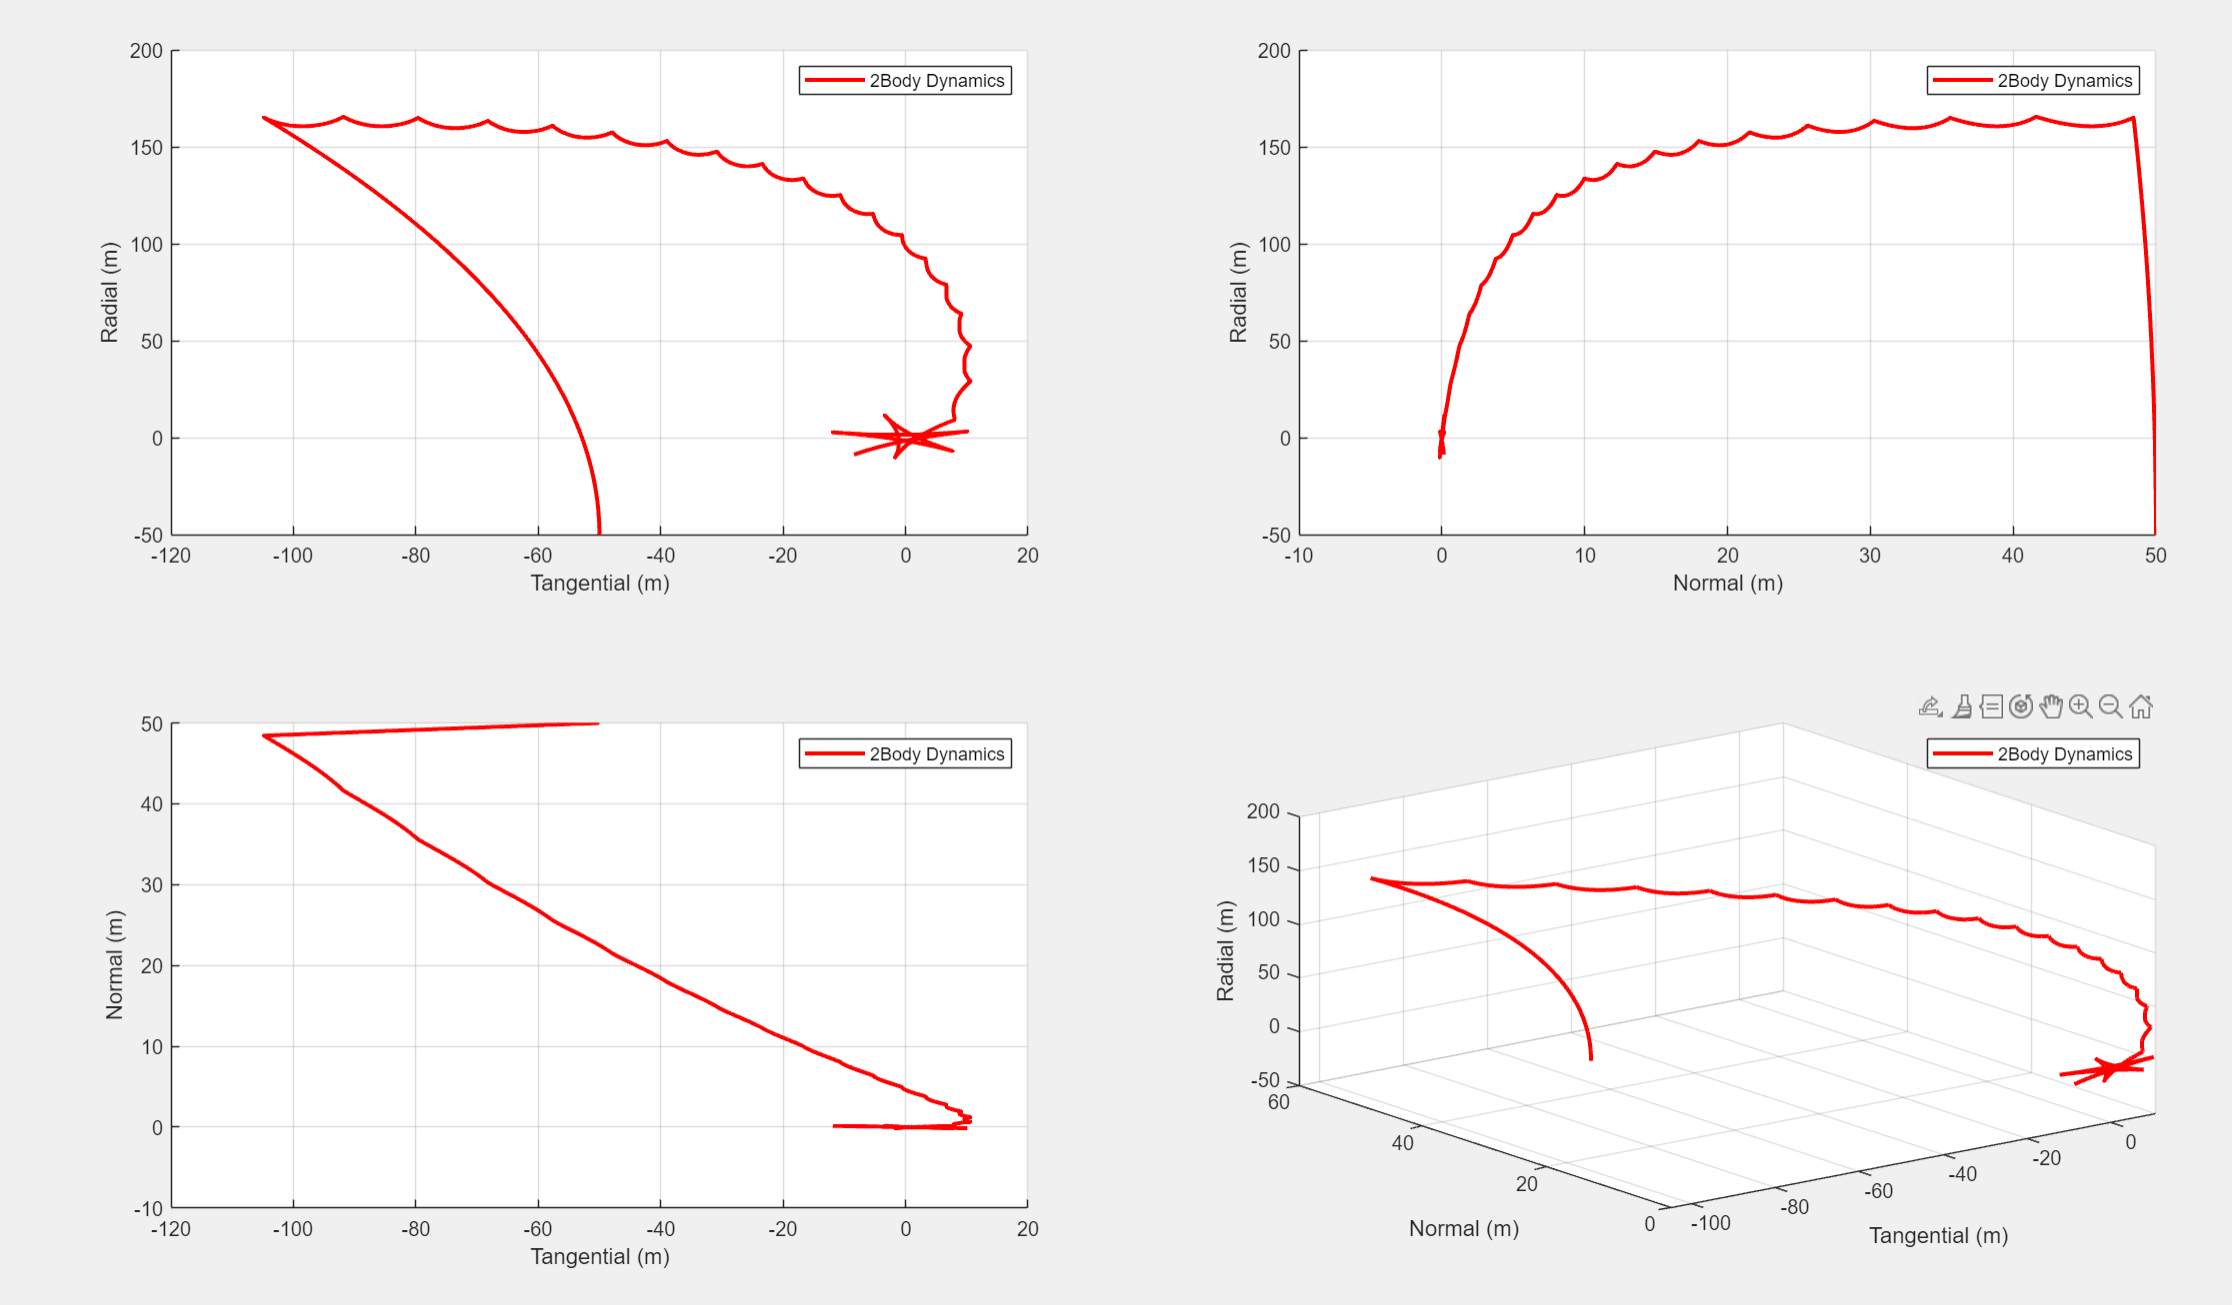 2Body Dynamics
200
150
100
50
0
-50
Radial (m)
-120 -100 -80 -60 -40 -20 0 20
Tangential (m)
2Body Dynamics
200
150
100
50
0
-50
Radial (m)
-10 0 10 20 30 40 50
Normal (m)
2Body Dynamics
50
40
30
20
10
0
-10
Normal (m)
-120 -100 -80 -60 -40 -20 0 20
Tangential (m)
2Body Dynamics
200
150
100
50
0
-50
Radial (m)
60
40
20
0
Normal (m)
-100
-80
-60
-40
-20
0
Tangential (m)